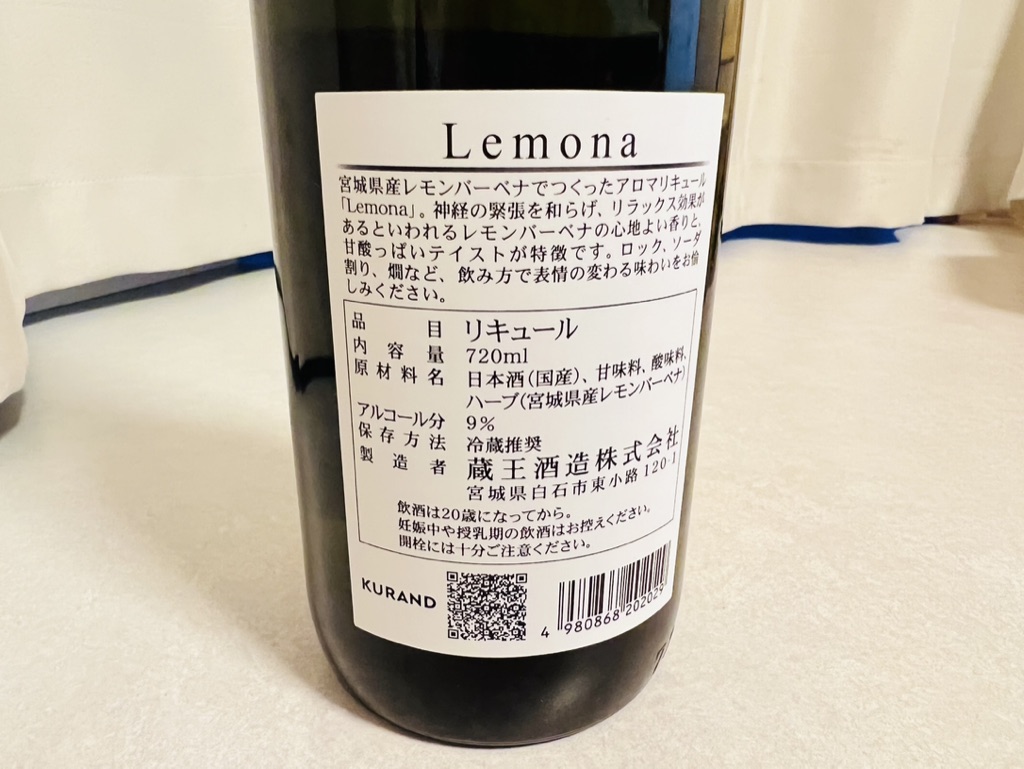 Lemona
宮城県産レモンバーベナでつくったアロマリキュール
「Lemona」。神経の緊張を和らげ、リラックス効果が
あるといわれるレモンバーベナの心地よい香りと、
甘酸っぱいテイストが特徴です。ロック、ソーダ
割り、燗など、飲み方で表情の変わる味わいをお愉
しみください。
品目 リキュール
内容量 720ml
原材料名 日本酒(国産)、甘味料、酸味料、
ハーブ(宮城県産レモンバーベナ)
アルコール分 9%
保存方法 冷蔵推奨
製造者 蔵王酒造株式会社
宮城県白石市東小路120-1
飲酒は20歳になってから。
妊娠中や授乳期の飲酒はお控えください。
開栓には十分ご注意ください。
KURAND
4 980868 202029